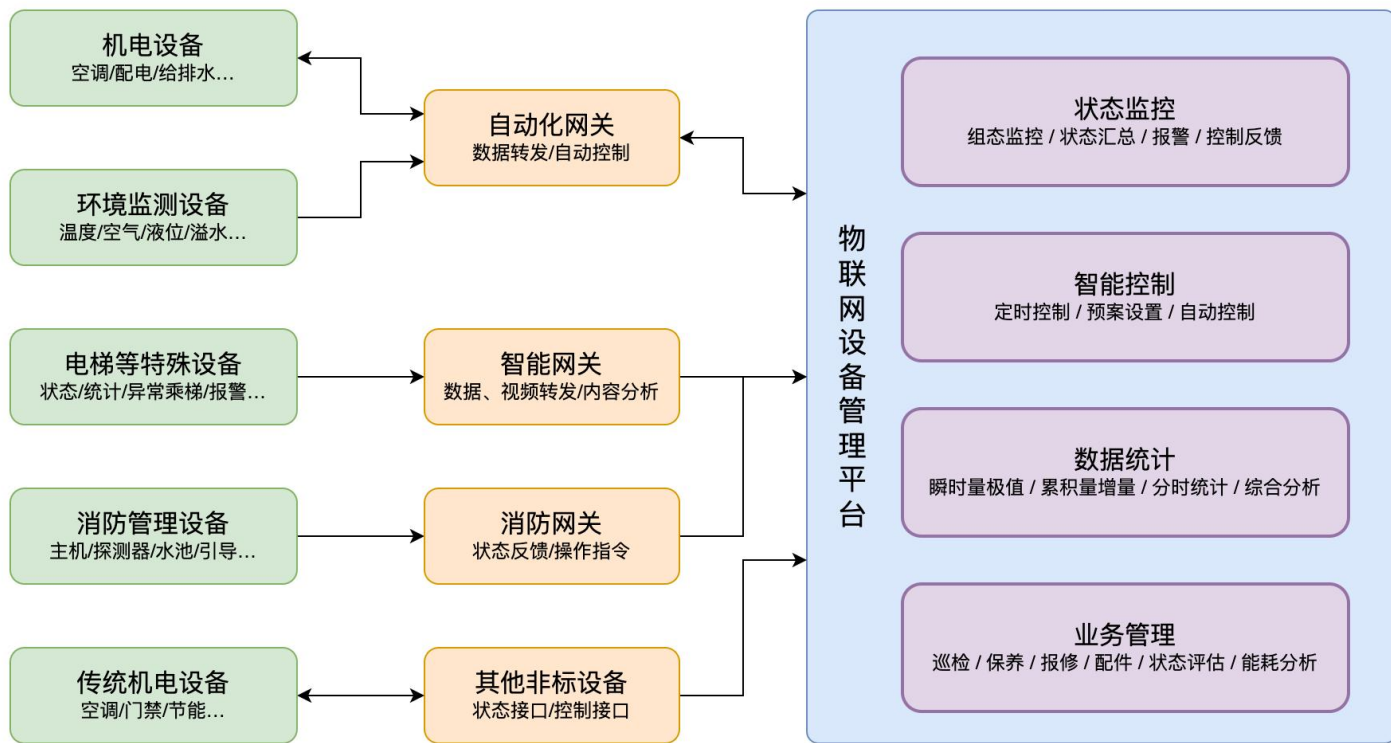 机电设备
空调/配电/给排水...
环境监测设备
温度/空气/液位/溢水...
电梯等特殊设备
状态/统计/异常乘梯/报警...
消防管理设备
主机/探测器/水池/引导...
传统机电设备
空调/门禁/节能...
自动化网关
数据转发/自动控制
智能网关
数据、视频转发/内容分析
消防网关
状态反馈/操作指令
其他非标设备
状态接口/控制接口
物联网设备管理平台
状态监控
组态监控 / 状态汇总 / 报警 / 控制反馈
智能控制
定时控制 / 预案设置 / 自动控制
数据统计
瞬时量极值 / 累积量增量 / 分时统计 / 综合分析
业务管理
巡检 / 保养 / 报修 / 配件 / 状态评估 / 能耗分析